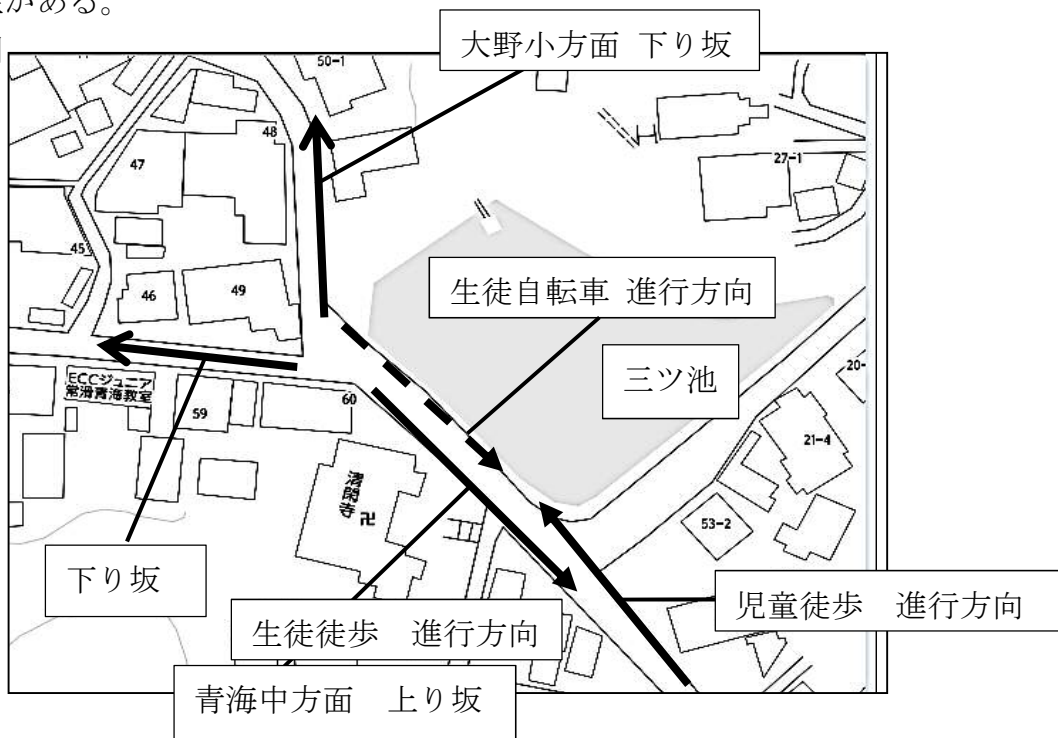 がある。
大野小方面 下り坂
50-1
48
47
27-1
45
46
49
生徒自転車 進行方向
三ツ池
ECCジュニア
常滑青海教室
59
60
20-
21-4
清閑寺
卍
53-2
下り坂
生徒徒歩 進行方向
児童徒歩 進行方向
青海中方面 上り坂